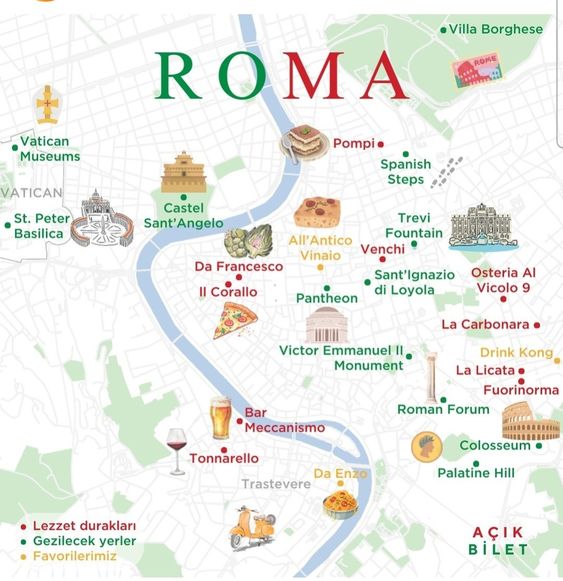 Villa Borghese
ROMA
ROME
Pompi
Vatican
Museums
Spanish
Steps
VATICAN
Castel
Sant'Angelo
St. Peter
Basilica
Trevi
Fountain
All'Antico
Vinaio
Venchi
Da Francesco
Il Corallo
Sant'Ignazio
di Loyola
Osteria Al
Vicolo 9
Pantheon
La Carbonara
Victor Emmanuel II
Monument
Drink Kong
La Licata
Fuorinorma
Roman Forum
Bar
Meccanismo
Colosseum
Tonnarello
Palatine Hill
Da Enzo
Trastevere
Lezzet durakları
Gezilecek yerler
Favorilerimiz
AÇIK
BİLET